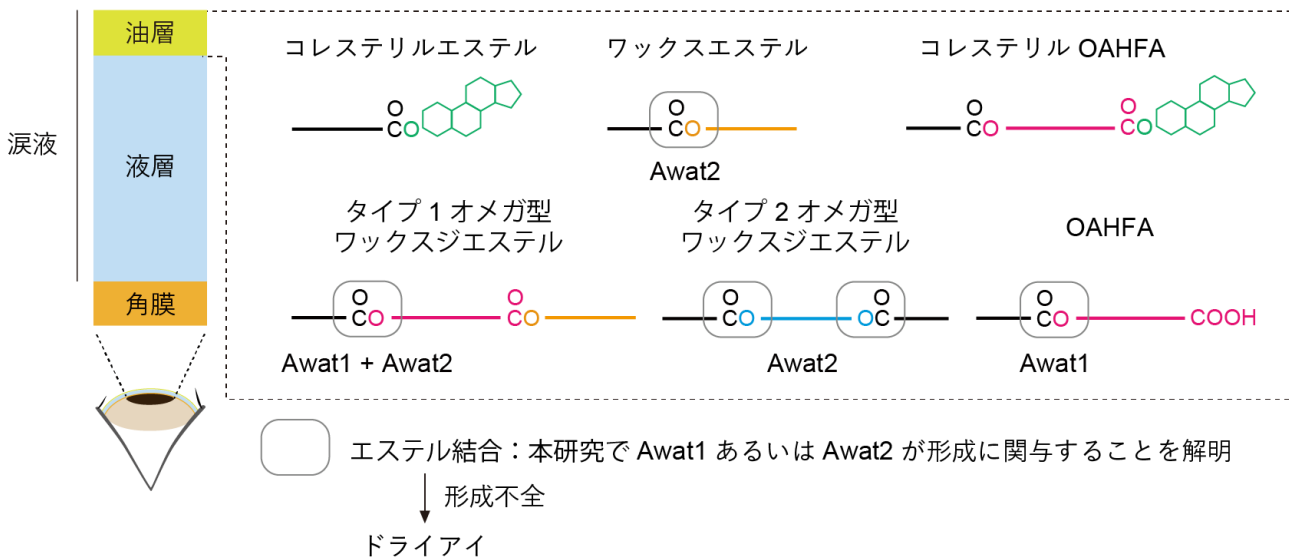 油層
液層
角膜
涙液
コレステリルエステル
ワックスエステル
コレステリル OAHFA
O
CO
O
CO
O
CO
O
CO
Awat2
タイプ 1 オメガ型
ワックスジエステル
タイプ 2 オメガ型
ワックスジエステル
OAHFA
O
CO
O
CO
O
CO
O
OC
O
CO
COOH
Awat1 + Awat2
Awat2
Awat1
エステル結合：本研究で Awat1 あるいは Awat2 が形成に関与することを解明
形成不全
ドライアイ